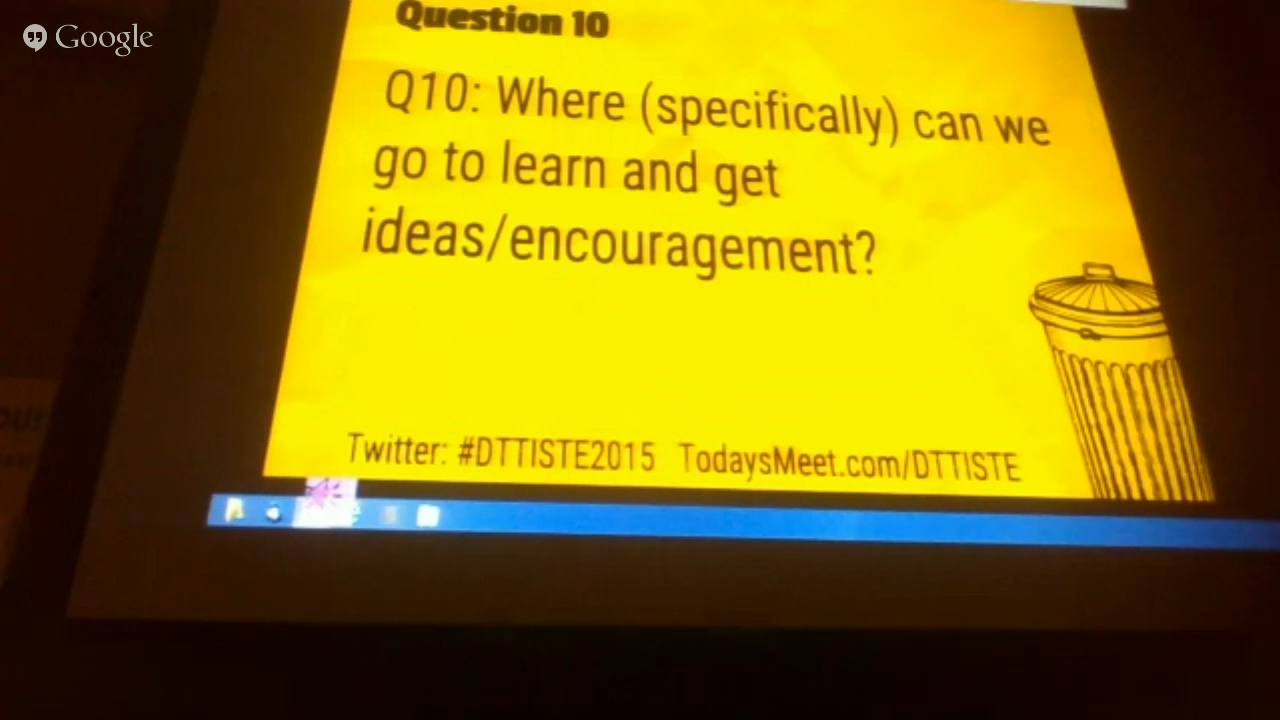 Google
Question 10
Q10: Where (specifically) can we
go to learn and get
ideas/encouragement?
Twitter: #DTTISTE2015 TodaysMeet.com/DTTISTE